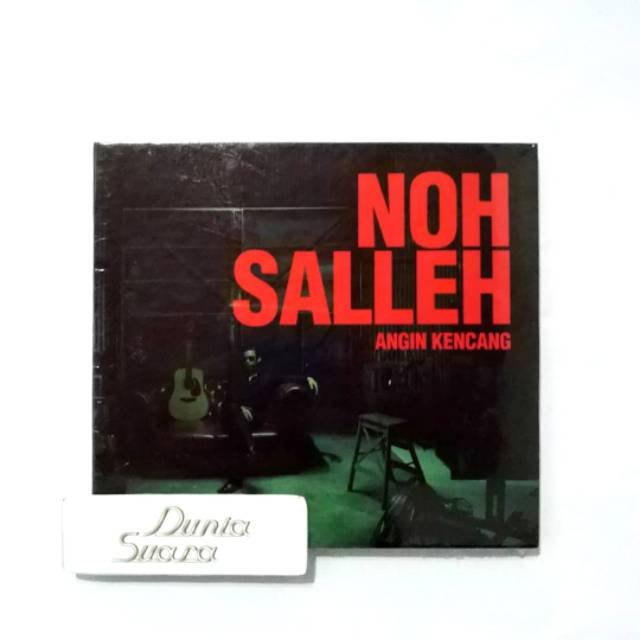 NOH
SALLEH
ANGIN KENCANG
Dunia
Suara